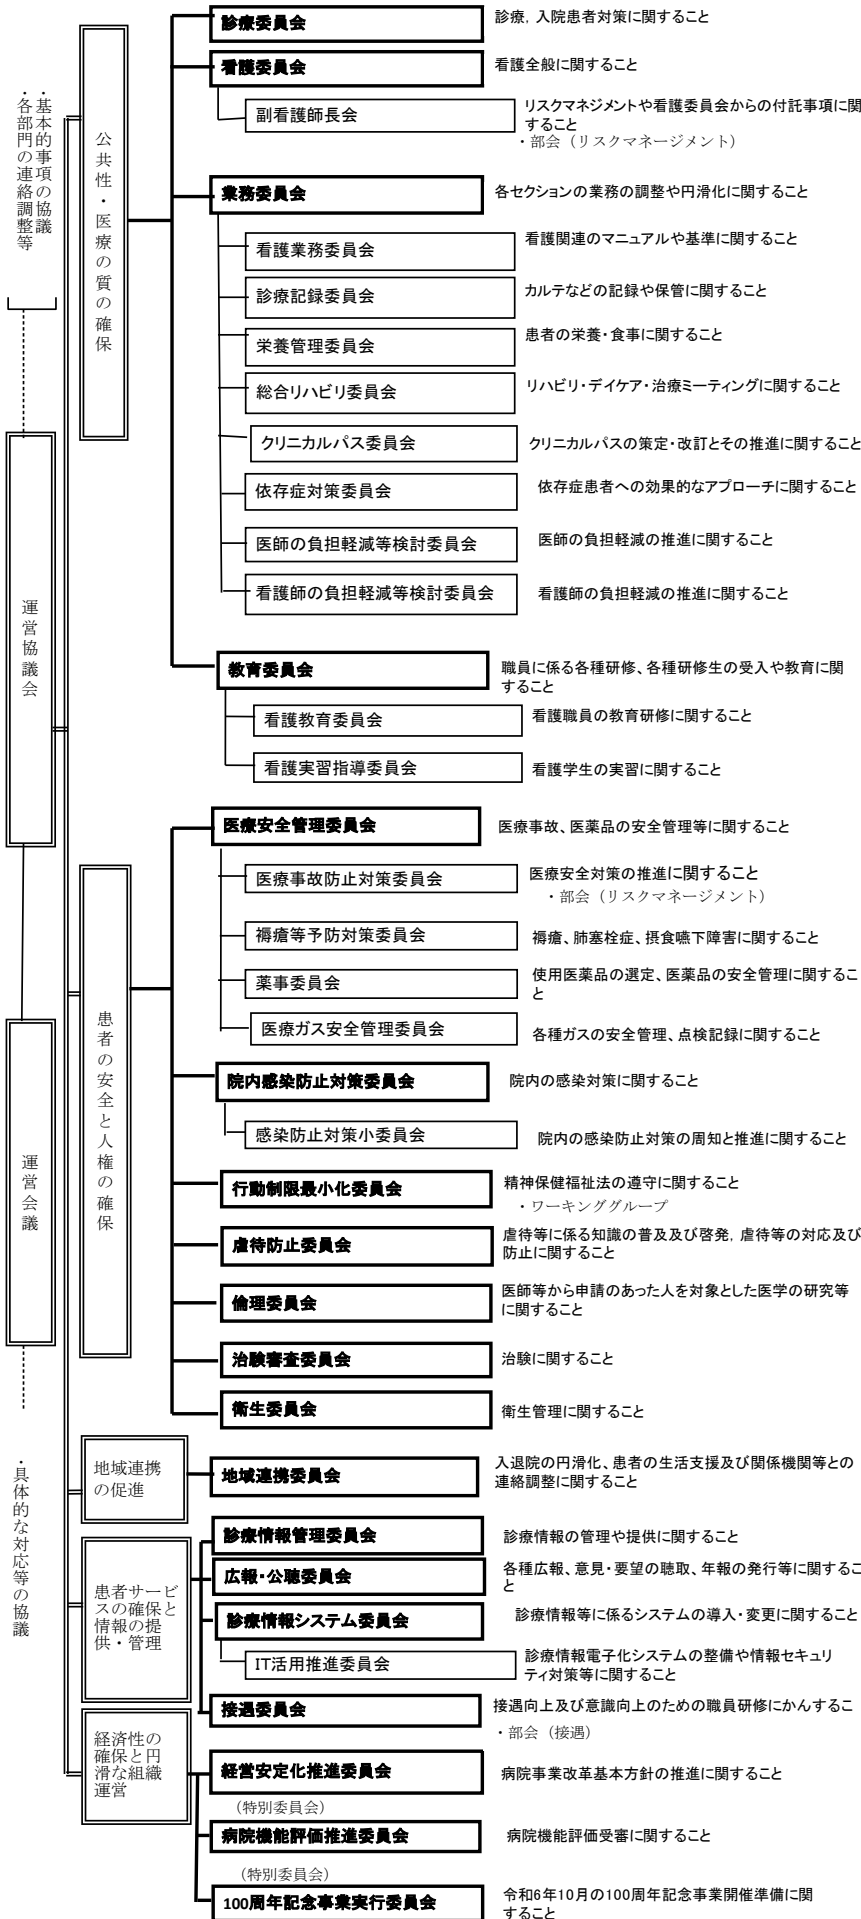 ・基本的事項の協議
・各部門の連絡調整等
運営協議会
運営会議
・具体的な対応等の協議
公共性・医療の質の確保
診療委員会
診療, 入院患者対策に関すること
看護委員会
看護全般に関すること
副看護師長会
リスクマネジメントや看護委員会からの付託事項に関
すること
・部会（リスクマネージメント）
業務委員会
各セクションの業務の調整や円滑化に関すること
看護業務委員会
看護関連のマニュアルや基準に関すること
診療記録委員会
カルテなどの記録や保管に関すること
栄養管理委員会
患者の栄養・食事に関すること
総合リハビリ委員会
リハビリ・デイケア・治療ミーティングに関すること
クリニカルパス委員会
クリニカルパスの策定・改訂とその推進に関すること
依存症対策委員会
依存症患者への効果的なアプローチに関すること
医師の負担軽減等検討委員会
医師の負担軽減の推進に関すること
看護師の負担軽減等検討委員会
看護師の負担軽減の推進に関すること
教育委員会
職員に係る各種研修、各種研修生の受入や教育に関
すること
看護教育委員会
看護職員の教育研修に関すること
看護実習指導委員会
看護学生の実習に関すること
患者の安全と人権の確保
医療安全管理委員会
医療事故、医薬品の安全管理等に関すること
医療事故防止対策委員会
医療安全対策の推進に関すること
・部会（リスクマネージメント）
褥瘡等予防対策委員会
褥瘡、肺塞栓症、摂食嚥下障害に関すること
薬事委員会
使用医薬品の選定、医薬品の安全管理に関するこ
と
医療ガス安全管理委員会
各種ガスの安全管理、点検記録に関すること
院内感染防止対策委員会
院内の感染対策に関すること
感染防止対策小委員会
院内の感染防止対策の周知と推進に関すること
行動制限最小化委員会
精神保健福祉法の遵守に関すること
・ワーキンググループ
虐待防止委員会
虐待等に係る知識の普及及び啓発, 虐待等の対応及び
防止に関すること
倫理委員会
医師等から申請のあった人を対象とした医学の研究等
に関すること
治験審査委員会
治験に関すること
衛生委員会
衛生管理に関すること
地域連携
の促進
地域連携委員会
入退院の円滑化、患者の生活支援及び関係機関等との
連絡調整に関すること
患者サービ
スの確保と
情報の提
供・管理
診療情報管理委員会
診療情報の管理や提供に関すること
広報・公聴委員会
各種広報、意見・要望の聴取、年報の発行等に関するこ
と
診療情報システム委員会
診療情報等に係るシステムの導入・変更に関すること
IT活用推進委員会
診療情報電子化システムの整備や情報セキュリ
ティ対策等に関すること
接遇委員会
接遇向上及び意識向上のための職員研修にかんするこ
・部会（接遇）
経済性の
確保と円
滑な組織
運営
経営安定化推進委員会
病院事業改革基本方針の推進に関すること
（特別委員会）
病院機能評価推進委員会
病院機能評価受審に関すること
（特別委員会）
100周年記念事業実行委員会
令和6年10月の100周年記念事業開催準備に関
すること